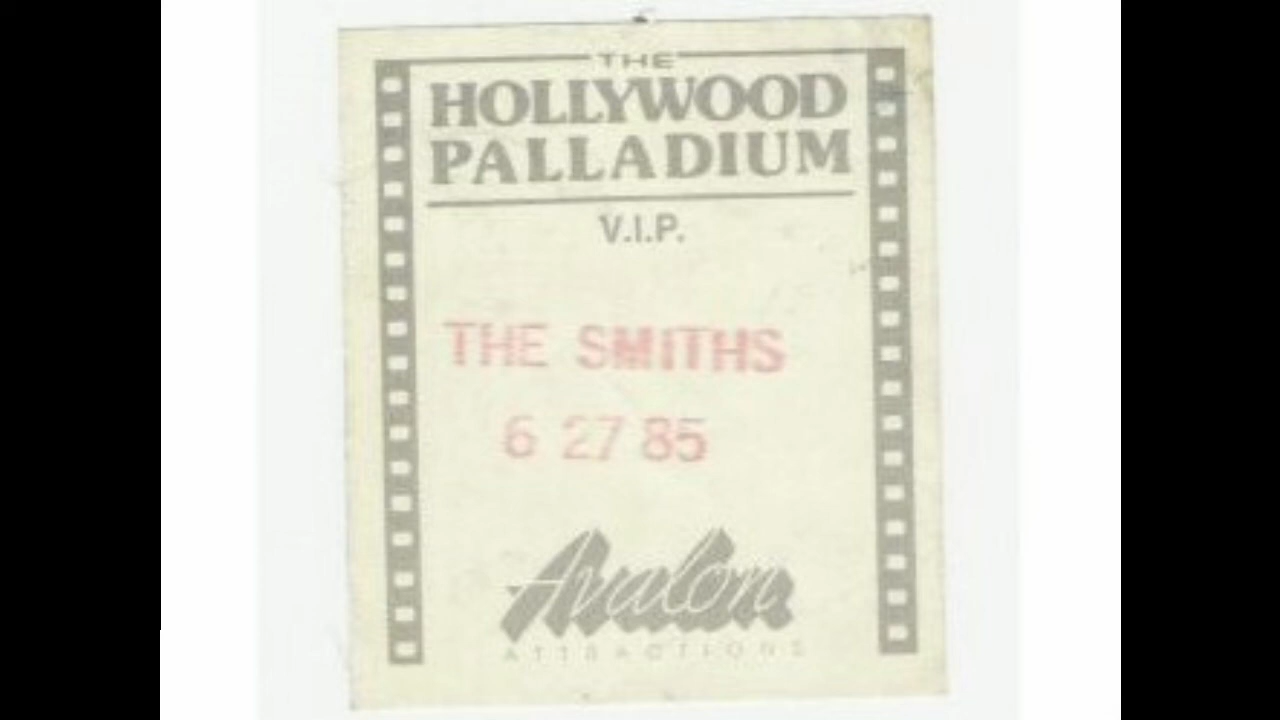 THE
HOLLYWOOD
PALLADIUM
V.I.P.
THE SMITHS
6 27 85
Avalon
ATTRACTIONS